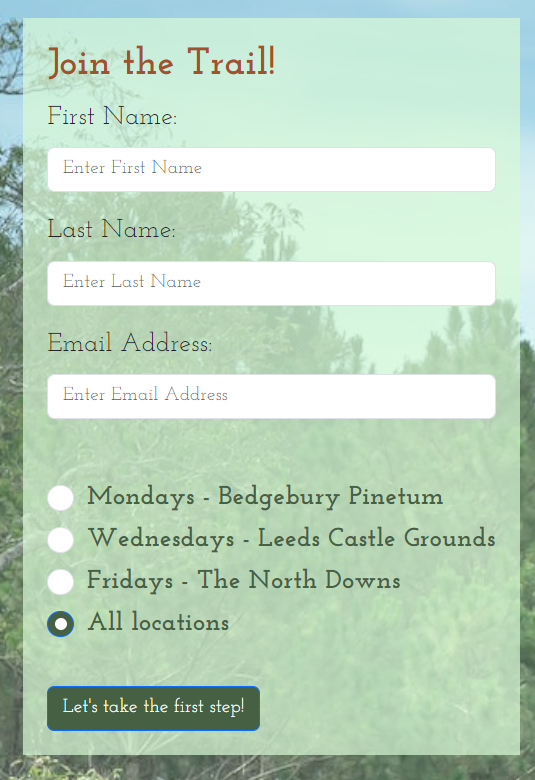 Join the Trail!
First Name:
Enter First Name
Last Name:
Enter Last Name
Email Address:
Enter Email Address
Mondays - Bedgebury Pinetum
Wednesdays - Leeds Castle Grounds
Fridays - The North Downs
All locations
Let's take the first step!